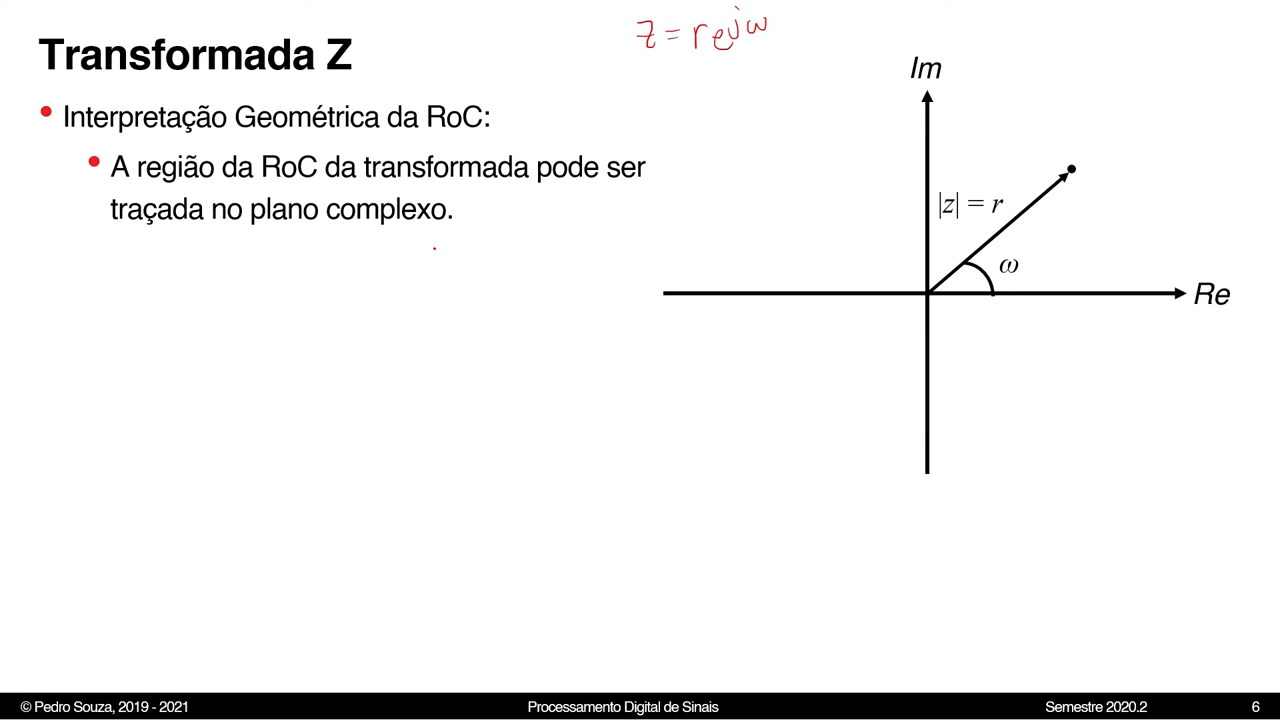 z = re^jω
Transformada Z
Im
• Interpretação Geométrica da RoC:
• A região da RoC da transformada pode ser
traçada no plano complexo.
|z| = r
ω
Re
© Pedro Souza, 2019 - 2021 Processamento Digital de Sinais Semestre 2020.2 6